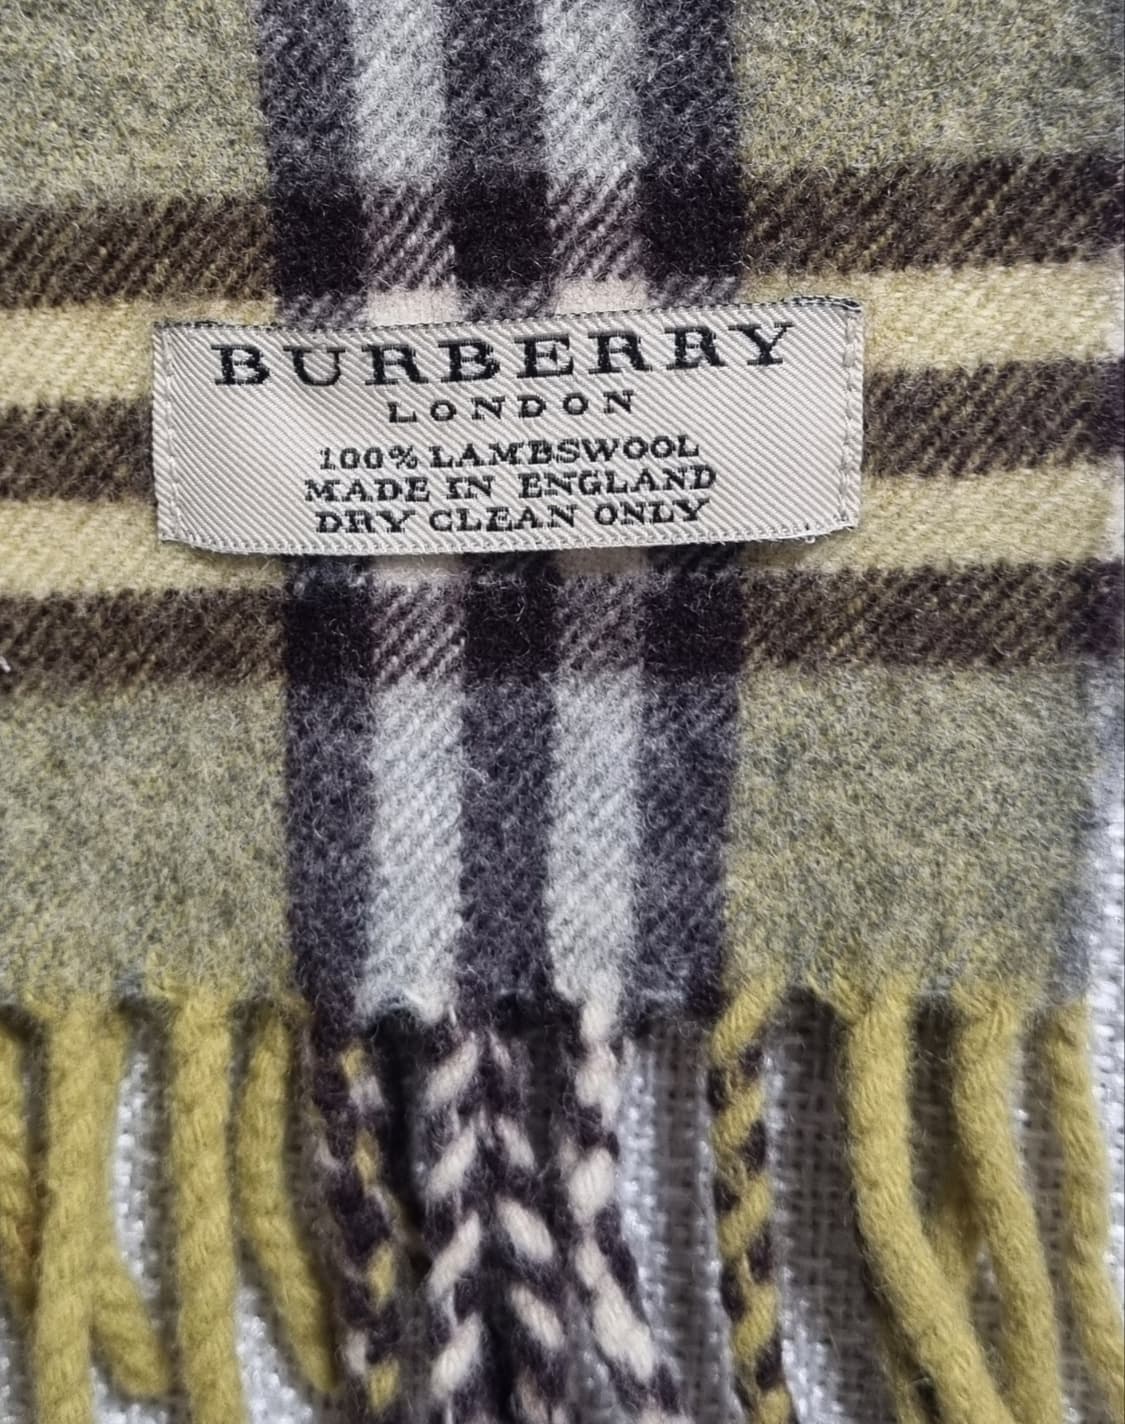 BURBERRY
LONDON
100% LAMBSWOOL
MADE IN ENGLAND
DRY CLEAN ONLY